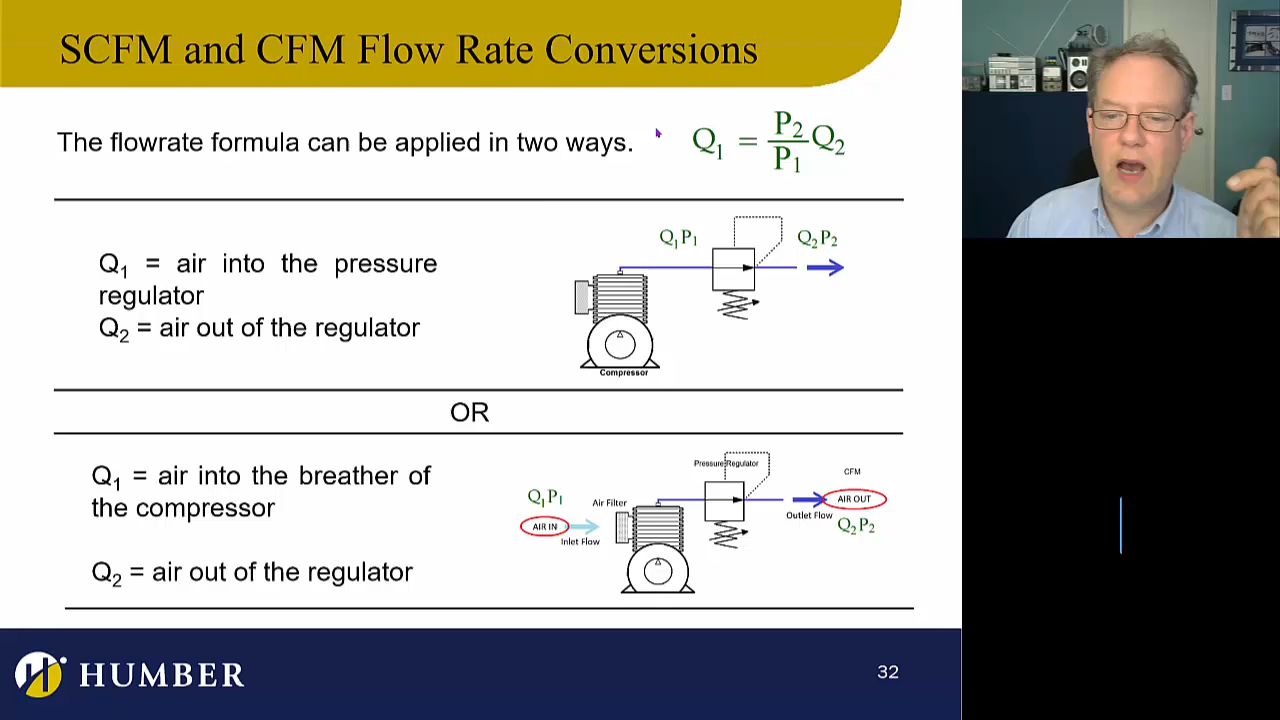 SCFM and CFM Flow Rate Conversions
The flowrate formula can be applied in two ways.
Q₁ = P₂/P₁ Q₂
Q₁ = air into the pressure
regulator
Q₂ = air out of the regulator
Q₁P₁
Q₂P₂
Compressor
OR
Q₁ = air into the breather of
the compressor
Q₂ = air out of the regulator
Pressure Regulator
CFM
Q₁P₁
Air Filter
AIR OUT
AIR IN
Outlet Flow
Q₂P₂
Inlet Flow
HUMBER
32